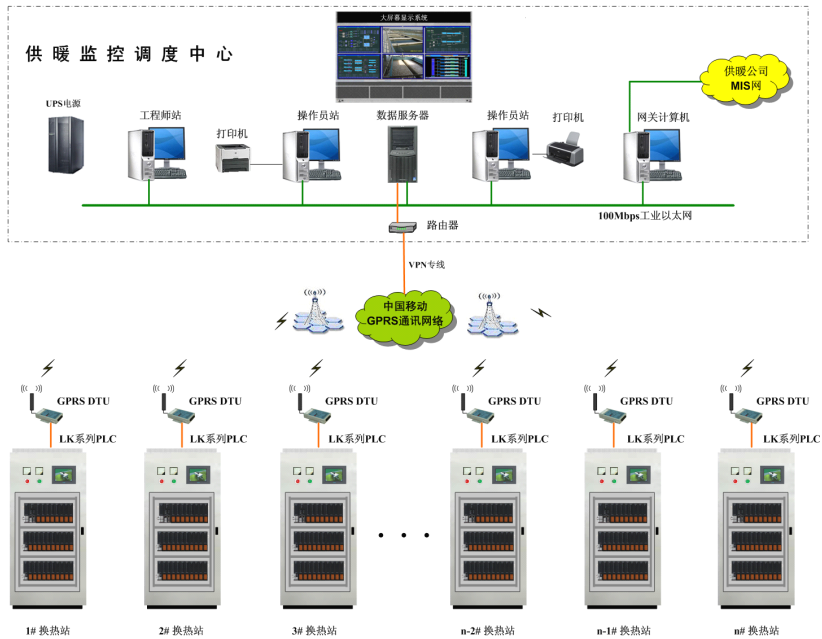 大屏幕显示系统
供暖监控调度中心
供暖公司
MIS网
UPS电源
工程师站
打印机
操作员站
数据服务器
操作员站
打印机
网关计算机
100Mbps工业以太网
路由器
VPN专线
中国移动
GPRS通讯网络
GPRS DTU
GPRS DTU
GPRS DTU
GPRS DTU
GPRS DTU
GPRS DTU
LK系列PLC
LK系列PLC
LK系列PLC
LK系列PLC
LK系列PLC
LK系列PLC
1# 换热站
2# 换热站
3# 换热站
n-2# 换热站
n-1# 换热站
n# 换热站